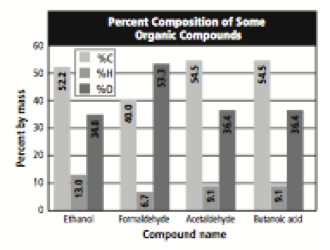 Percent Composition of Some
Organic Compounds
Percent by mass
60
50
40
30
20
10
0
%C
%H
%O
52.2
13.0
34.8
40.0
6.7
53.3
54.5
9.1
36.4
54.5
9.1
36.4
Ethanol Formaldehyde Acetaldehyde Butanoic acid
Compound name